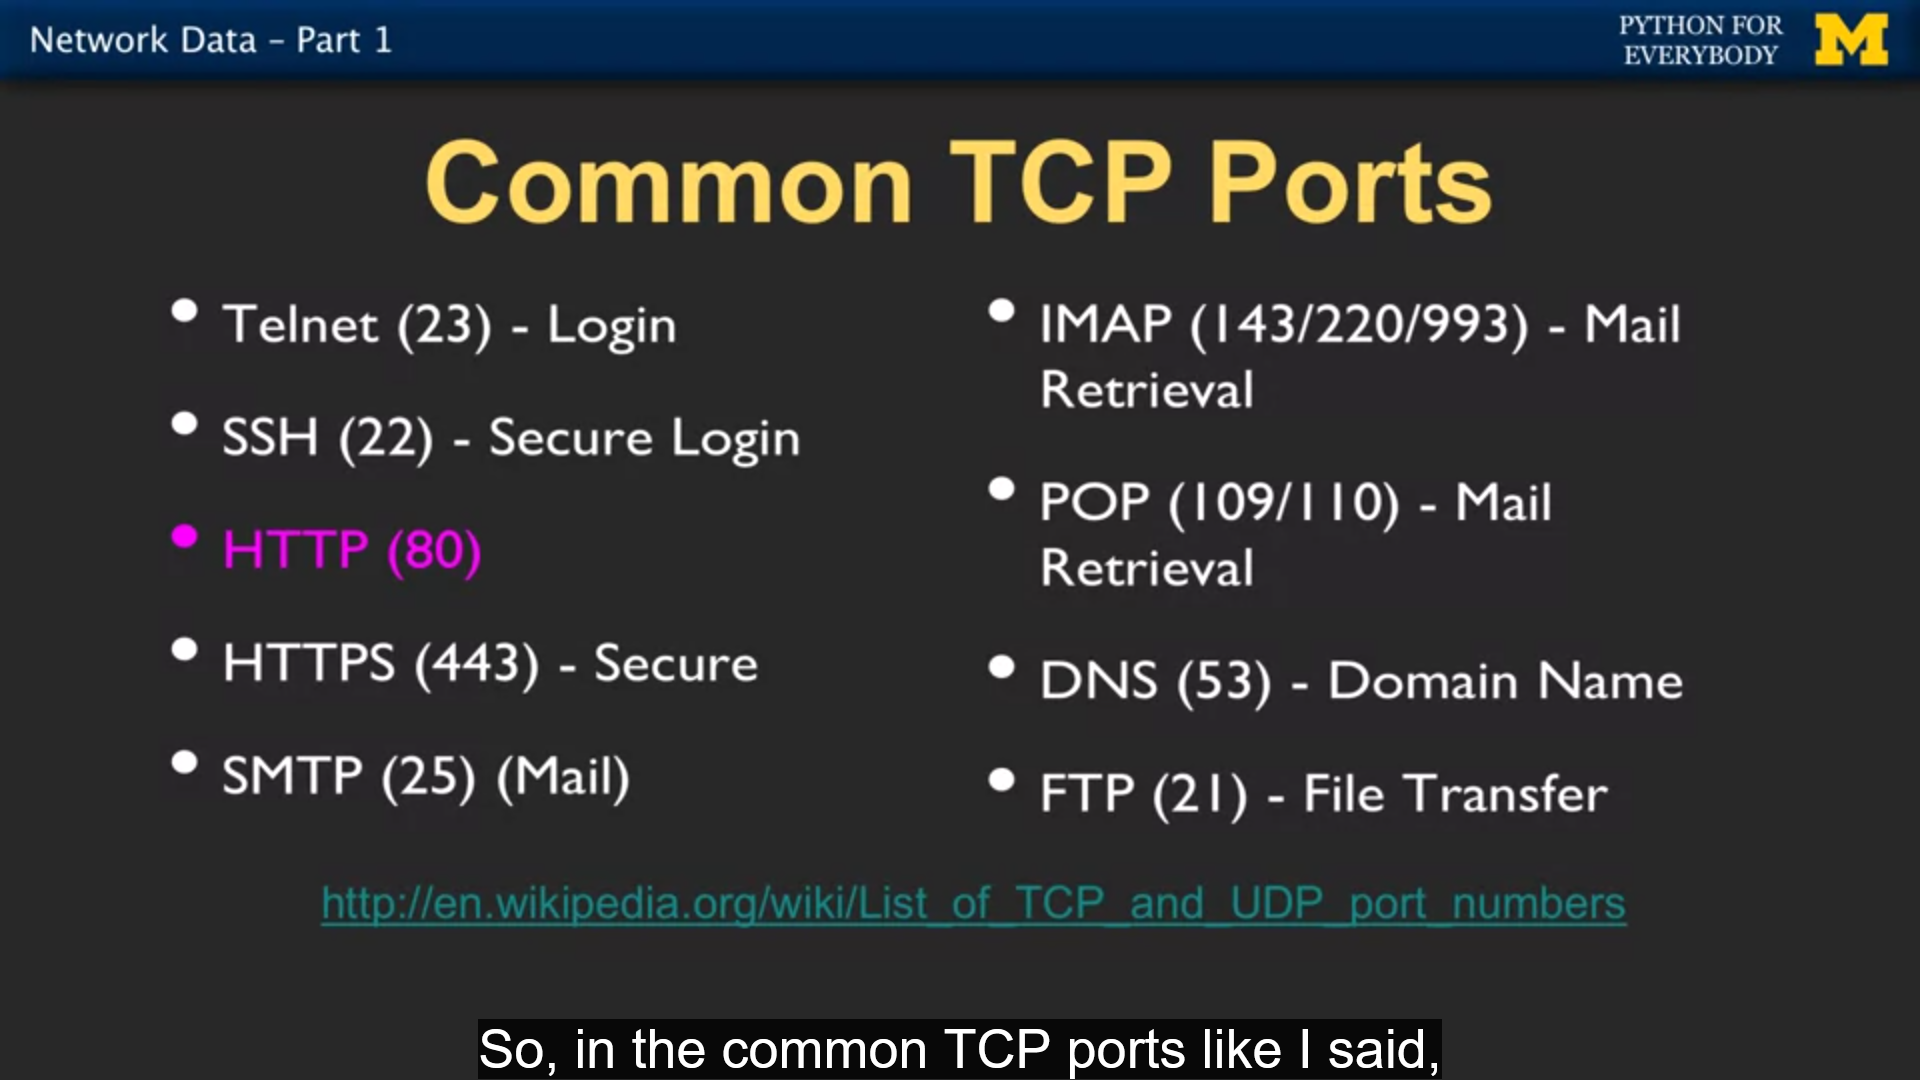 Network Data – Part 1
PYTHON FOR
EVERYBODY
M
Common TCP Ports
• Telnet (23) - Login
• SSH (22) - Secure Login
• HTTP (80)
• HTTPS (443) - Secure
• SMTP (25) (Mail)
• IMAP (143/220/993) - Mail
Retrieval
• POP (109/110) - Mail
Retrieval
• DNS (53) - Domain Name
• FTP (21) - File Transfer
http://en.wikipedia.org/wiki/List_of_TCP_and_UDP_port_numbers
So, in the common TCP ports like I said,